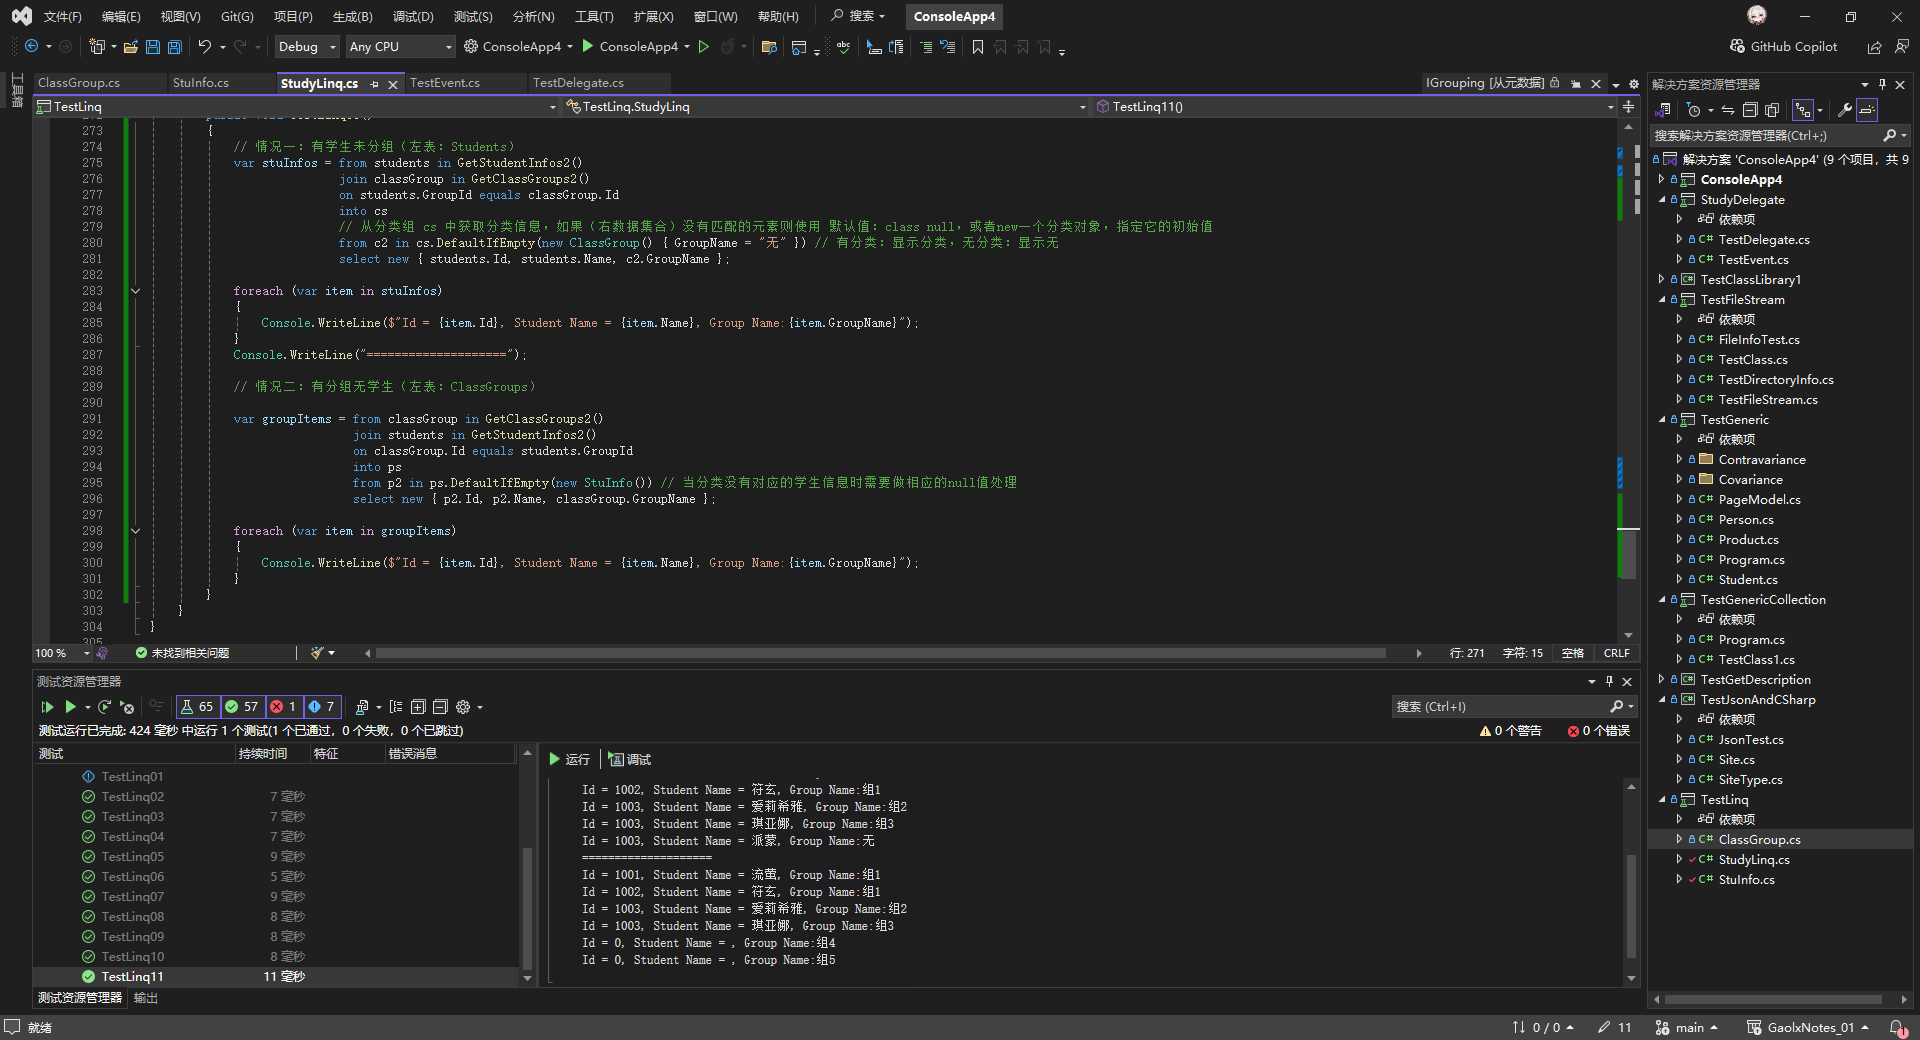 文件(F) 编辑(E) 视图(V) Git(G) 项目(P) 生成(B) 调试(D) 测试(S) 分析(N) 工具(T) 扩展(X) 窗口(W) 帮助(H) 搜索 ConsoleApp4
Debug Any CPU ConsoleApp4 ConsoleApp4 abc GitHub Copilot
工具箱
ClassGroup.cs StuInfo.cs StudyLinq.cs TestEvent.cs TestDelegate.cs IGrouping [从元数据]
TestLinq TestLinq.StudyLinq TestLinq11()
273 {
274 // 情况一：有学生未分组（左表：Students）
275 var stuInfos = from students in GetStudentInfos2()
276 join classGroup in GetClassGroups2()
277 on students.GroupId equals classGroup.Id
278 into cs
279 // 从分类组 cs 中获取分类信息，如果（右数据集合）没有匹配的元素则使用 默认值：class null，或者new一个分类对象，指定它的初始值
280 from c2 in cs.DefaultIfEmpty(new ClassGroup() { GroupName = "无" }) // 有分类：显示分类，无分类：显示无
281 select new { students.Id, students.Name, c2.GroupName };
282
283 foreach (var item in stuInfos)
284 {
285 Console.WriteLine($"Id = {item.Id}, Student Name = {item.Name}, Group Name:{item.GroupName}");
286 }
287 Console.WriteLine("====================");
288
289 // 情况二：有分组无学生（左表：ClassGroups）
290
291 var groupItems = from classGroup in GetClassGroups2()
292 join students in GetStudentInfos2()
293 on classGroup.Id equals students.GroupId
294 into ps
295 from p2 in ps.DefaultIfEmpty(new StuInfo()) // 当分类没有对应的学生信息时需要做相应的null值处理
296 select new { p2.Id, p2.Name, classGroup.GroupName };
297
298 foreach (var item in groupItems)
299 {
300 Console.WriteLine($"Id = {item.Id}, Student Name = {item.Name}, Group Name:{item.GroupName}");
301 }
302 }
303 }
304 }
305
100 % 未找到相关问题 行: 271 字符: 15 空格 CRLF
测试资源管理器
65 57 1 7 搜索 (Ctrl+I)
测试运行已完成: 424 毫秒 中运行 1 个测试(1 个已通过，0 个失败，0 个已跳过) 0 个警告 0 个错误
测试 持续时间 特征 错误消息
TestLinq01
TestLinq02 7 毫秒
TestLinq03 7 毫秒
TestLinq04 7 毫秒
TestLinq05 9 毫秒
TestLinq06 5 毫秒
TestLinq07 9 毫秒
TestLinq08 8 毫秒
TestLinq09 8 毫秒
TestLinq10 8 毫秒
TestLinq11 11 毫秒
运行 调试
Id = 1002, Student Name = 符玄, Group Name:组1
Id = 1003, Student Name = 爱莉希雅, Group Name:组2
Id = 1003, Student Name = 琪亚娜, Group Name:组3
Id = 1003, Student Name = 派蒙, Group Name:无
====================
Id = 1001, Student Name = 流萤, Group Name:组1
Id = 1002, Student Name = 符玄, Group Name:组1
Id = 1003, Student Name = 爱莉希雅, Group Name:组2
Id = 1003, Student Name = 琪亚娜, Group Name:组3
Id = 0, Student Name = , Group Name:组4
Id = 0, Student Name = , Group Name:组5
测试资源管理器 输出
解决方案资源管理器
搜索解决方案资源管理器(Ctrl+;)
解决方案 'ConsoleApp4' (9 个项目，共 9
ConsoleApp4
StudyDelegate
依赖项
C# TestDelegate.cs
C# TestEvent.cs
C# TestClassLibrary1
TestFileStream
依赖项
C# FileInfoTest.cs
C# TestClass.cs
C# TestDirectoryInfo.cs
C# TestFileStream.cs
TestGeneric
依赖项
Contravariance
Covariance
C# PageModel.cs
C# Person.cs
C# Product.cs
C# Program.cs
C# Student.cs
TestGenericCollection
依赖项
C# Program.cs
C# TestClass1.cs
C# TestGetDescription
C# TestJsonAndCSharp
依赖项
C# JsonTest.cs
C# Site.cs
C# SiteType.cs
TestLinq
依赖项
C# ClassGroup.cs
C# StudyLinq.cs
C# StuInfo.cs
就绪 0 / 0 11 main GaolxNotes_01 1